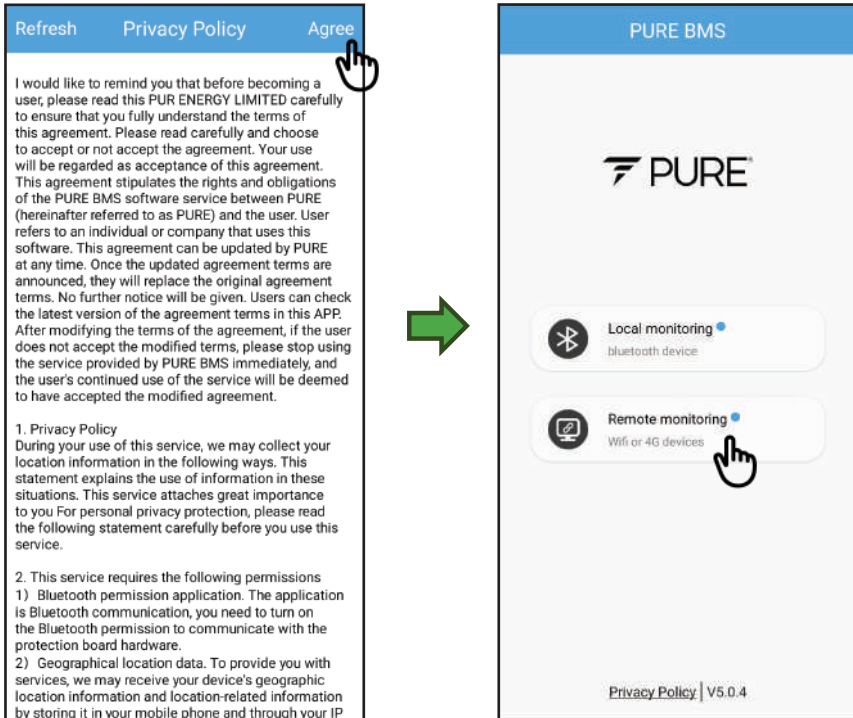 Refresh Privacy Policy Agree
I would like to remind you that before becoming a
user, please read this PUR ENERGY LIMITED carefully
to ensure that you fully understand the terms of
this agreement. Please read carefully and choose
to accept or not accept the agreement. Your use
will be regarded as acceptance of this agreement.
This agreement stipulates the rights and obligations
of the PURE BMS software service between PURE
(hereinafter referred to as PURE) and the user. User
refers to an individual or company that uses this
software. This agreement can be updated by PURE
at any time. Once the updated agreement terms are
announced, they will replace the original agreement
terms. No further notice will be given. Users can check
the latest version of the agreement terms in this APP.
After modifying the terms of the agreement, if the user
does not accept the modified terms, please stop using
the service provided by PURE BMS immediately, and
the user's continued use of the service will be deemed
to have accepted the modified agreement.
1. Privacy Policy
During your use of this service, we may collect your
location information in the following ways. This
statement explains the use of information in these
situations. This service attaches great importance
to you For personal privacy protection, please read
the following statement carefully before you use this
service.
2. This service requires the following permissions
1) Bluetooth permission application. The application
is Bluetooth communication, you need to turn on
the Bluetooth permission to communicate with the
protection board hardware.
2) Geographical location data. To provide you with
services, we may receive your device's geographic
location information and location-related information
by storing it in your mobile phone and through your IP
PURE BMS
PURE
Local monitoring
bluetooth device
Remote monitoring
Wifi or 4G devices
Privacy Policy | V5.0.4